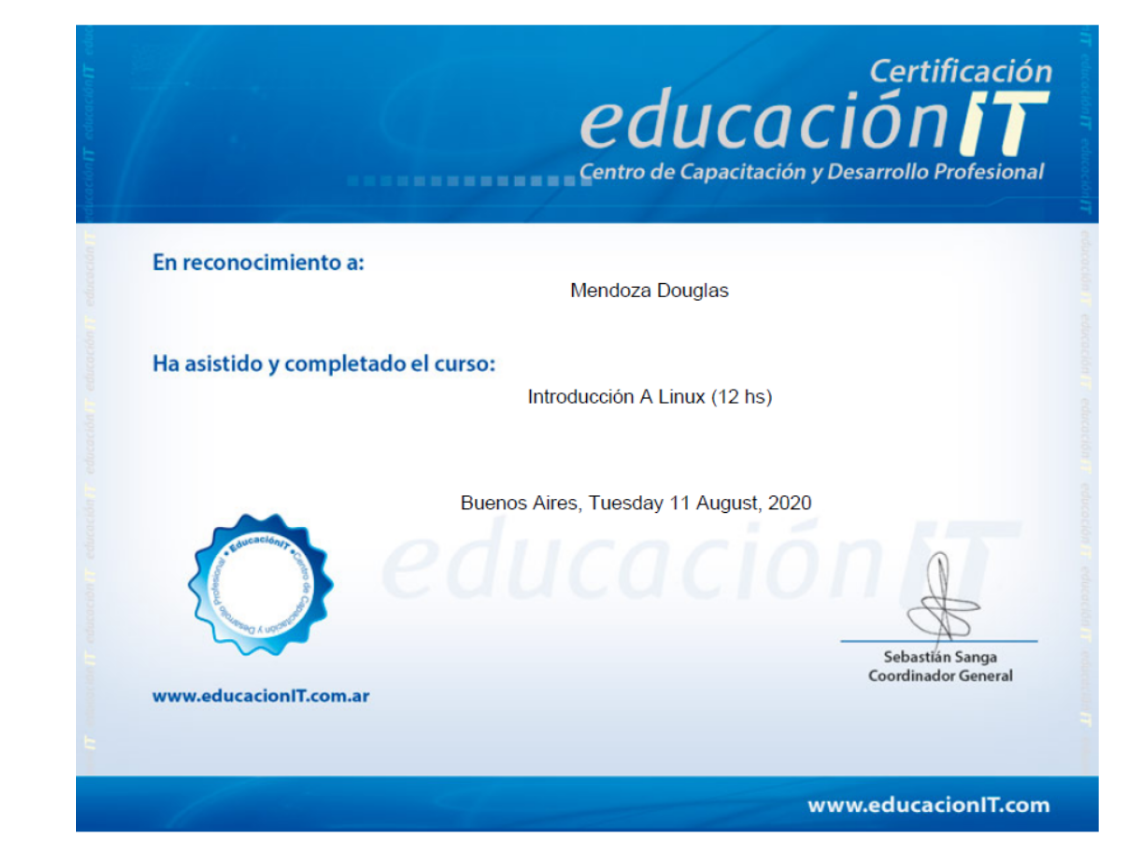 Certificación
educaciónIT
Centro de Capacitación y Desarrollo Profesional
En reconocimiento a:
Mendoza Douglas
Ha asistido y completado el curso:
Introducción A Linux (12 hs)
Buenos Aires, Tuesday 11 August, 2020
educaciónIT
EducaciónIT • Centro de Capacitación y Desarrollo Profesional •
Sebastián Sanga
Coordinador General
www.educacionIT.com.ar
www.educacionIT.com